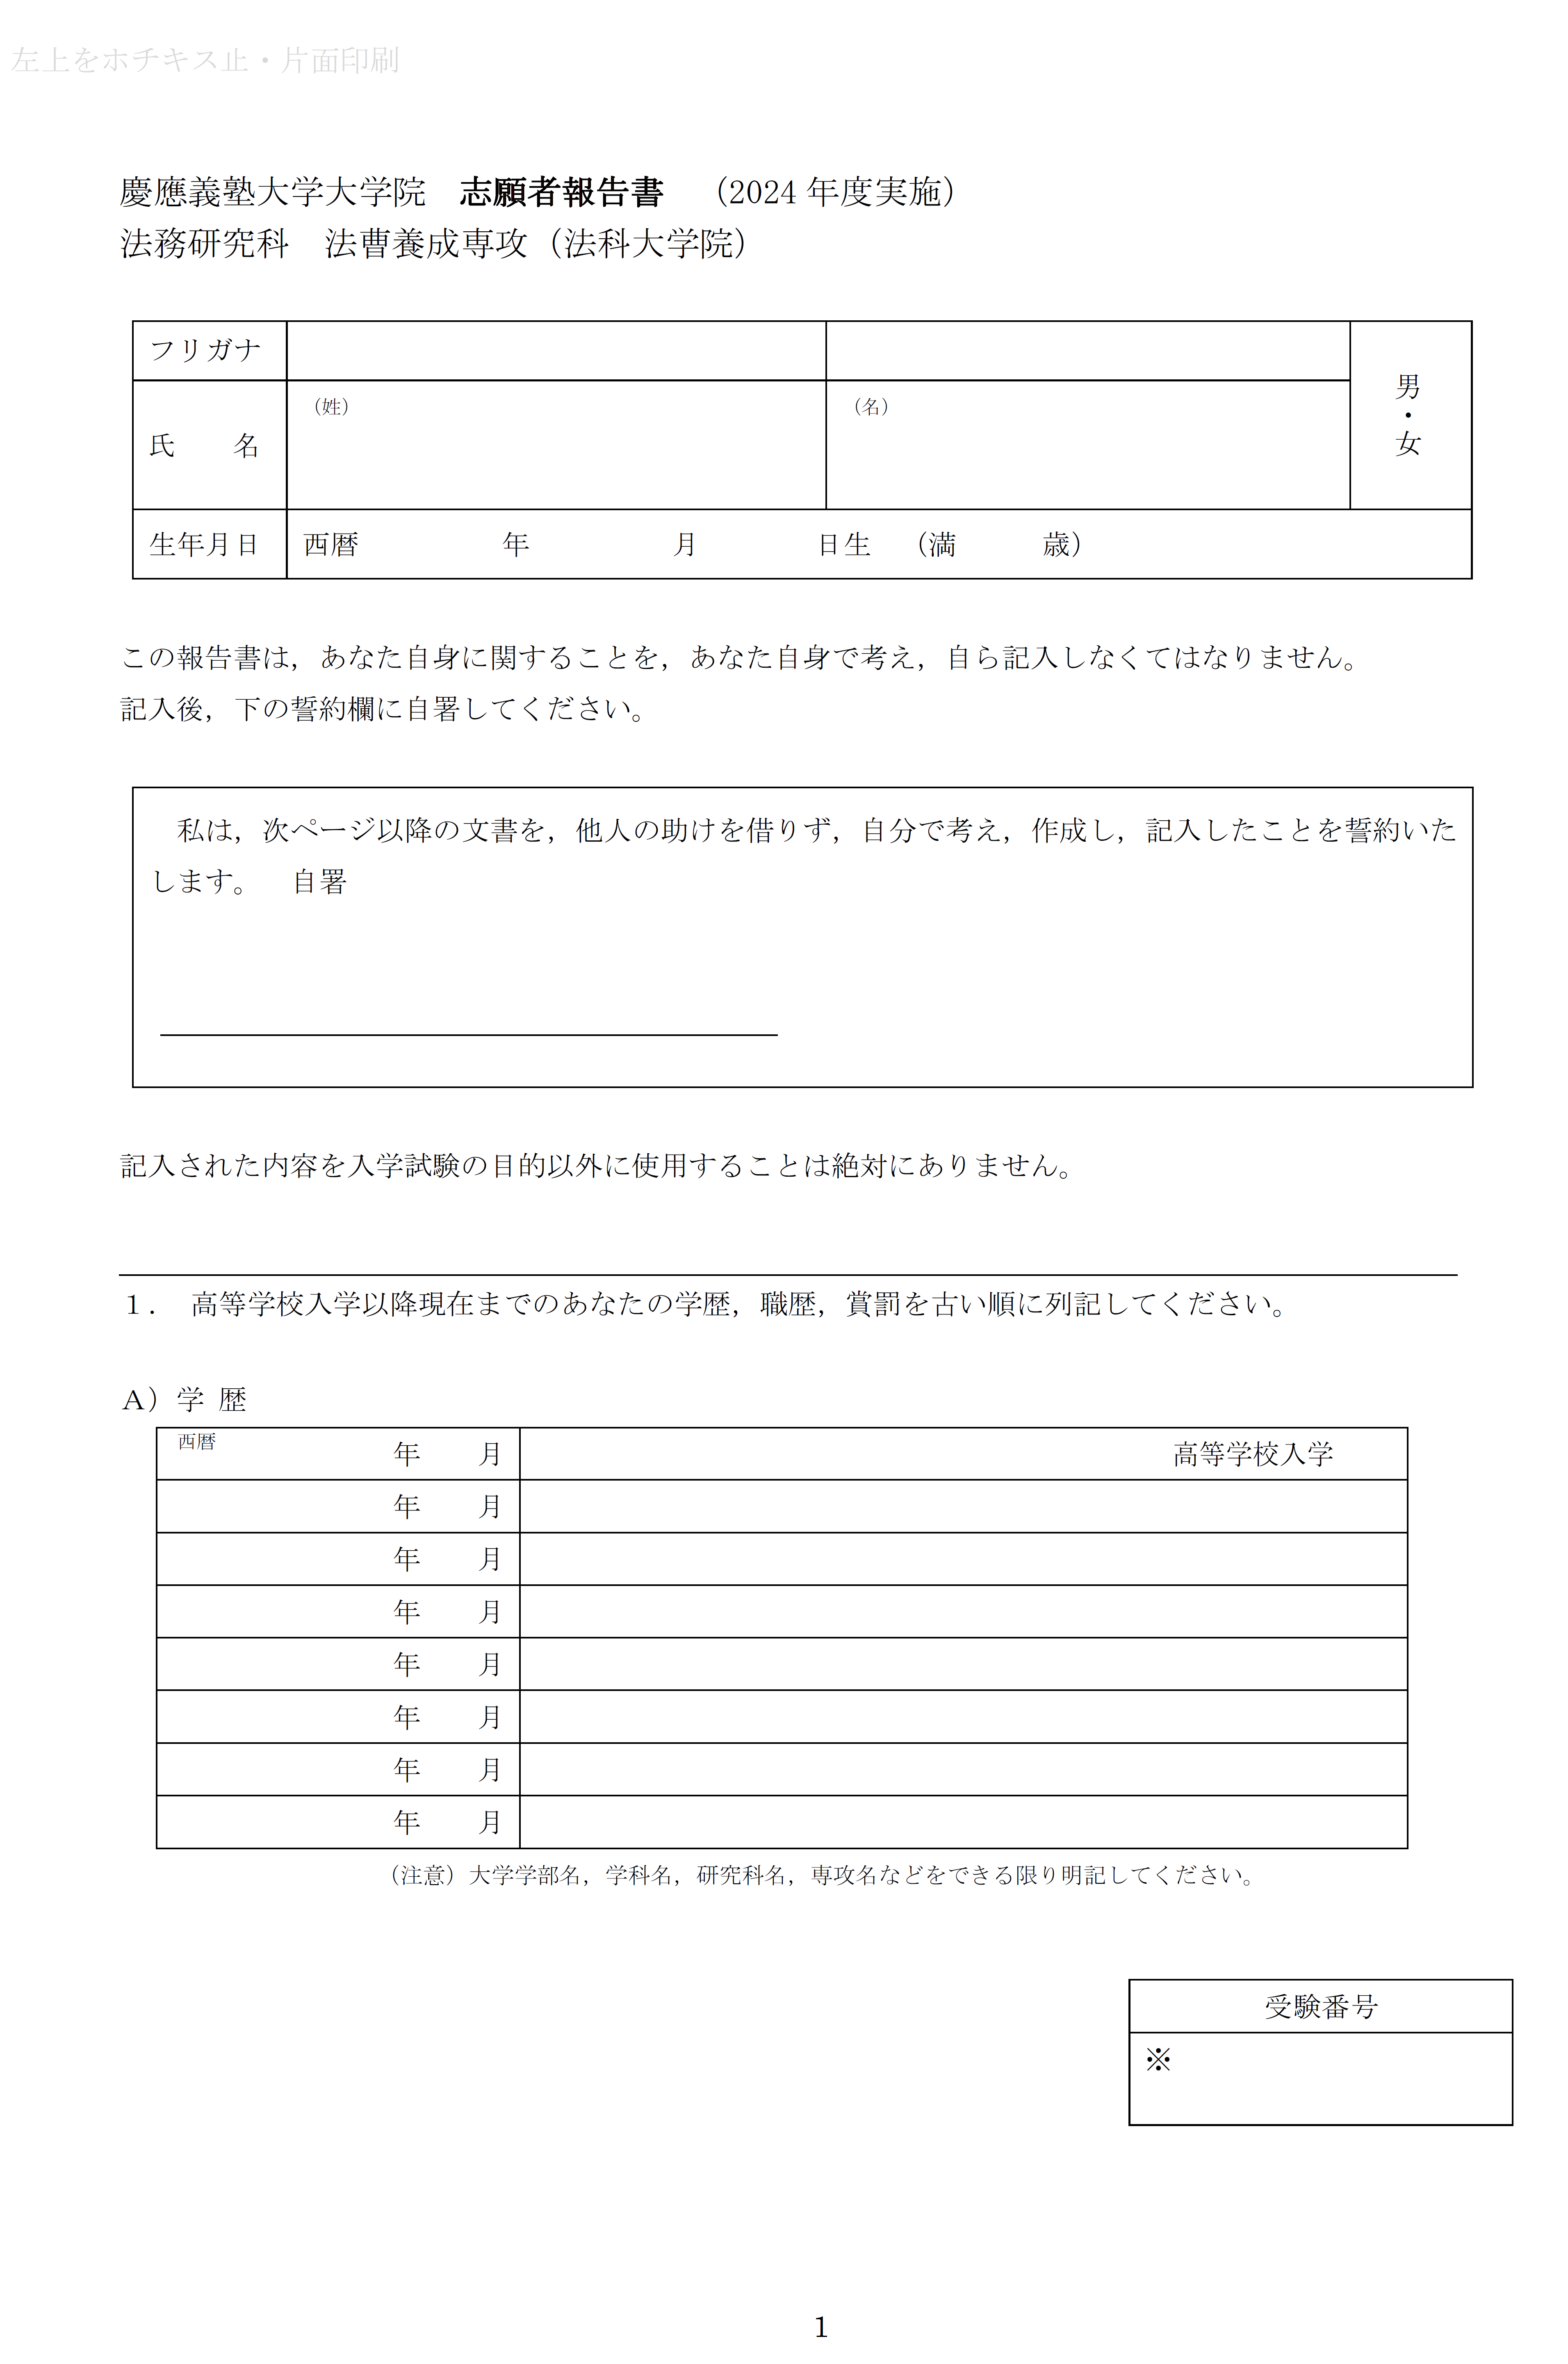 左上をホチキス止・片面印刷
慶應義塾大学大学院　志願者報告書　（2024 年度実施）
法務研究科　法曹養成専攻（法科大学院）
フリガナ
氏　　名
（姓）
（名）
男・女
生年月日
西暦　　　　　年　　　　　月　　　　日生　（満　　　歳）
この報告書は，あなた自身に関することを，あなた自身で考え，自ら記入しなくてはなりません。
記入後，下の誓約欄に自署してください。
私は，次ページ以降の文書を，他人の助けを借りず，自分で考え，作成し，記入したことを誓約いた
します。　自署
記入された内容を入学試験の目的以外に使用することは絶対にありません。
１．　高等学校入学以降現在までのあなたの学歴，職歴，賞罰を古い順に列記してください。
A）学 歴
西暦　　　　　　年　　月　　　　　　高等学校入学
年　　月
年　　月
年　　月
年　　月
年　　月
年　　月
年　　月
（注意）大学学部名，学科名，研究科名，専攻名などをできる限り明記してください。
受験番号
※
1